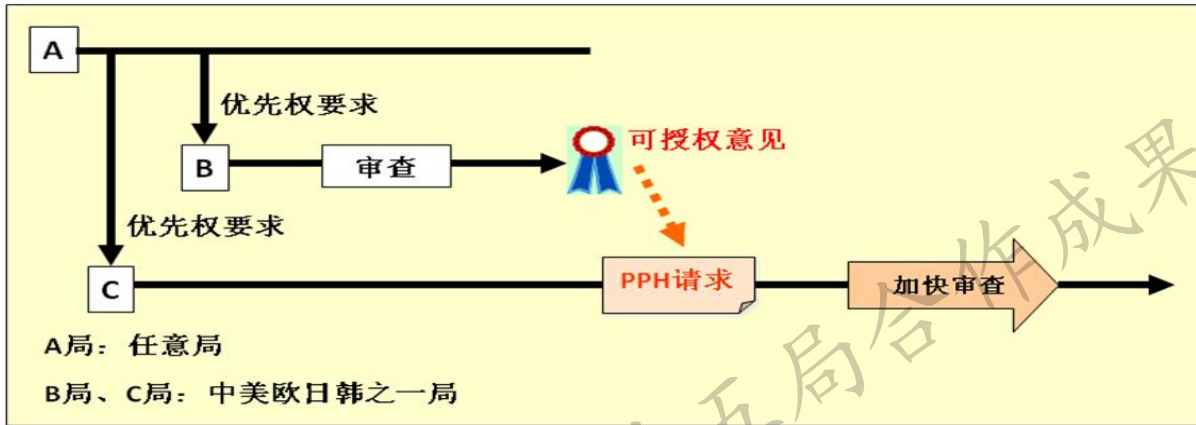 A
优先权要求
B
审查
可授权意见
优先权要求
C
PPH请求
加快审查
A局：任意局
B局、C局：中美欧日韩之一局
五局合作成果